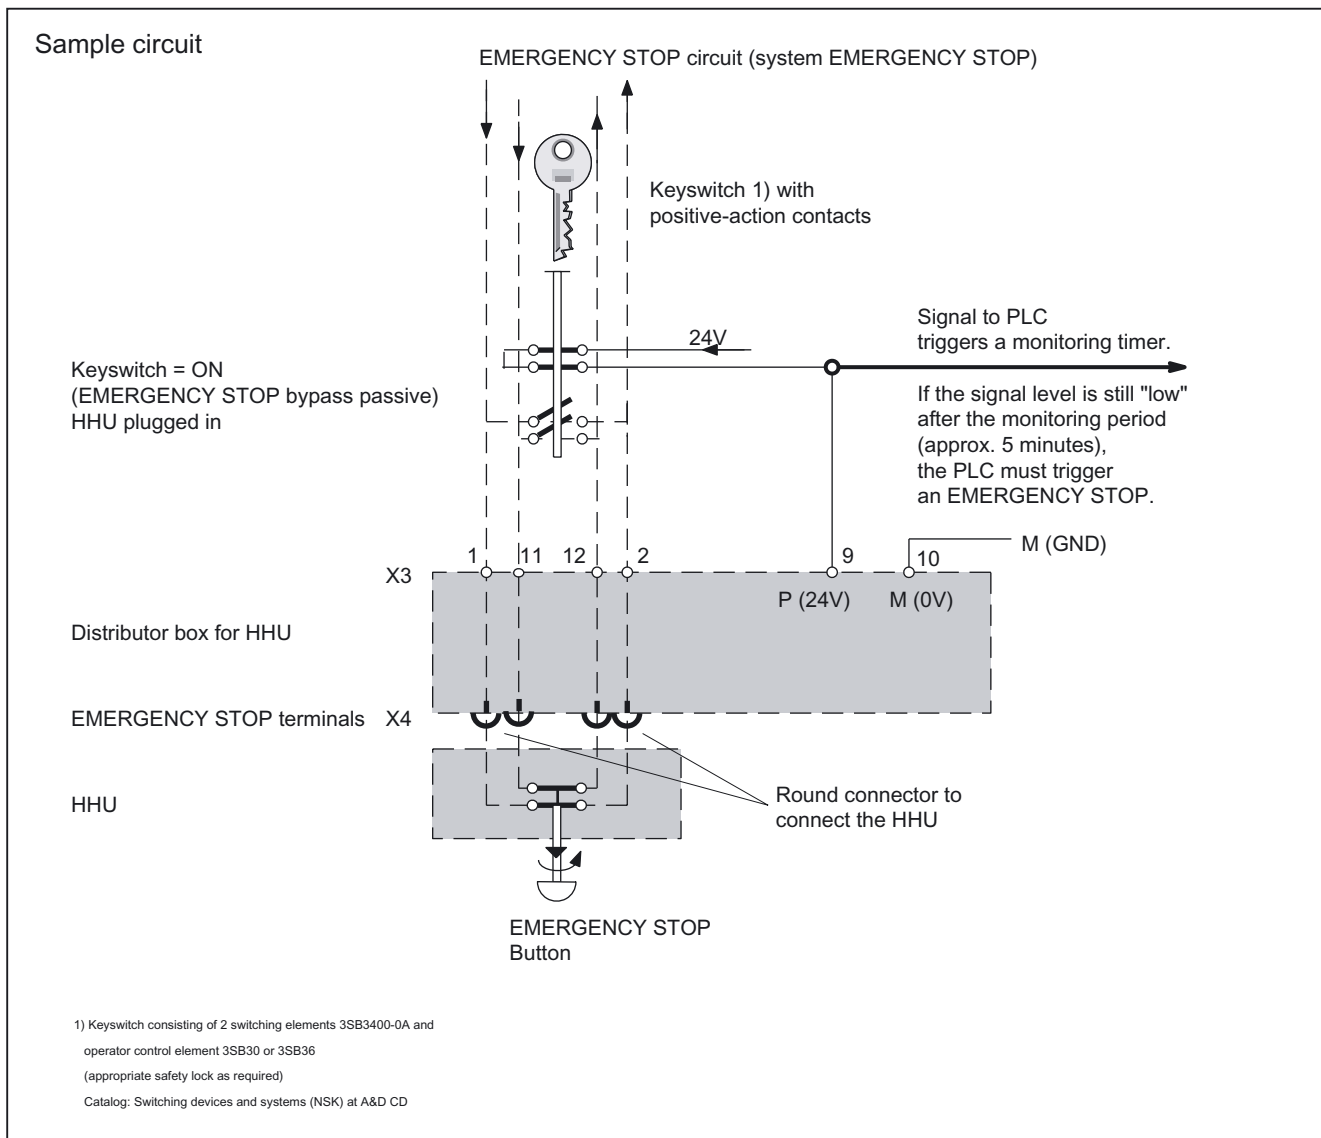 Sample circuit
EMERGENCY STOP circuit (system EMERGENCY STOP)
Keyswitch 1) with
positive-action contacts
24V
Signal to PLC
triggers a monitoring timer.
Keyswitch = ON
(EMERGENCY STOP bypass passive)
HHU plugged in
If the signal level is still "low"
after the monitoring period
(approx. 5 minutes),
the PLC must trigger
an EMERGENCY STOP.
M (GND)
1 11 12 2 9 10
X3
P (24V) M (0V)
Distributor box for HHU
EMERGENCY STOP terminals X4
HHU
Round connector to
connect the HHU
EMERGENCY STOP
Button
1) Keyswitch consisting of 2 switching elements 3SB3400-0A and
operator control element 3SB30 or 3SB36
(appropriate safety lock as required)
Catalog: Switching devices and systems (NSK) at A&D CD